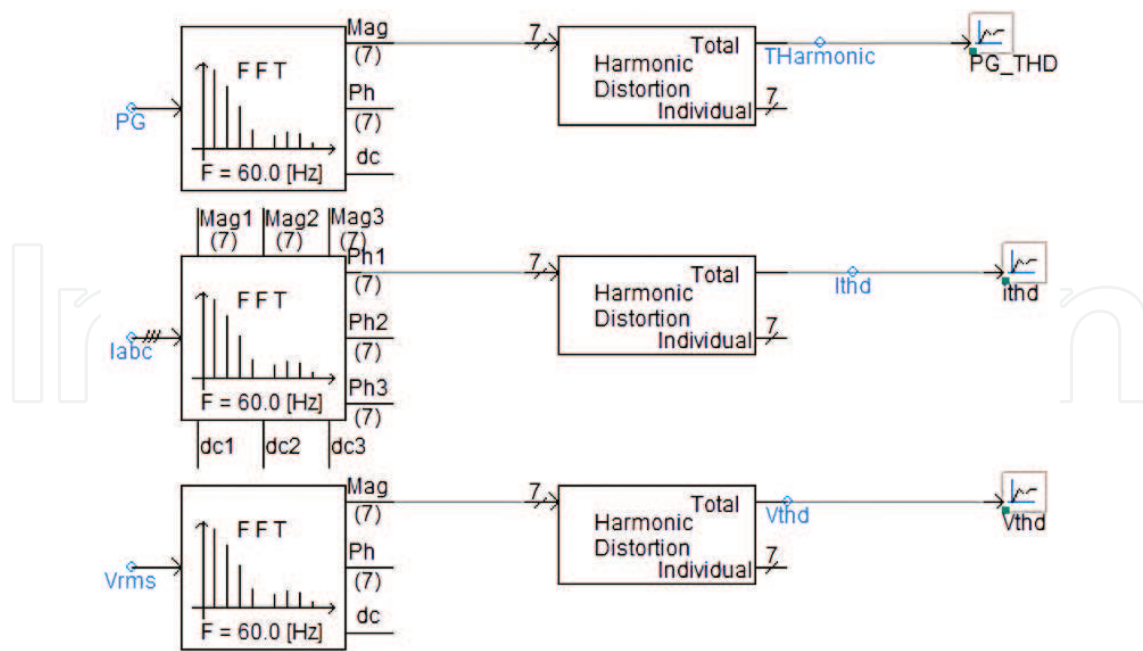 Mag
(7)
FFT
Ph
(7)
dc
F = 60.0 [Hz]
PG
7
Total
Harmonic
Distortion
Individual
7
THarmonic
PG_THD
Mag1
(7)
Mag2
(7)
Mag3
(7)
Ph1
(7)
FFT
Ph2
(7)
Ph3
(7)
F = 60.0 [Hz]
Iabc
dc1
dc2
dc3
7
Total
Harmonic
Distortion
Individual
7
Ithd
ithd
Mag
(7)
FFT
Ph
(7)
dc
F = 60.0 [Hz]
Vrms
7
Total
Harmonic
Distortion
Individual
7
Vthd
Vthd